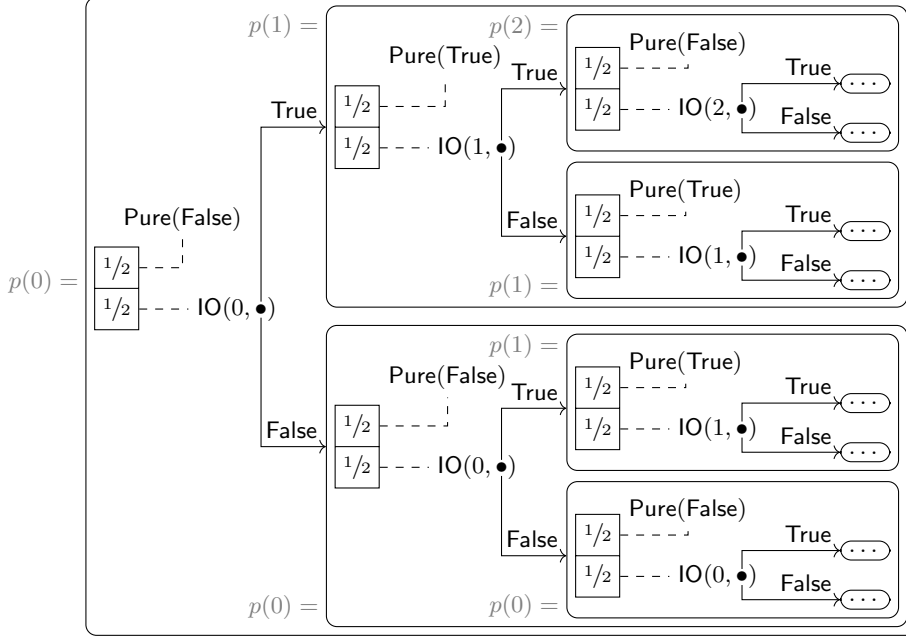 p(1) =
p(2) =
Pure(False)
Pure(True)
1/2
True
True
···
1/2
1/2
IO(2, •)
False
···
True
1/2
IO(1, •)
Pure(True)
1/2
True
···
False
1/2
IO(1, •)
False
···
p(1) =
Pure(False)
p(0) =
1/2
1/2
IO(0, •)
p(1) =
Pure(True)
Pure(False)
1/2
True
True
···
1/2
1/2
IO(1, •)
False
···
False
1/2
IO(0, •)
Pure(False)
1/2
True
···
False
1/2
IO(0, •)
False
···
p(0) =
p(0) =